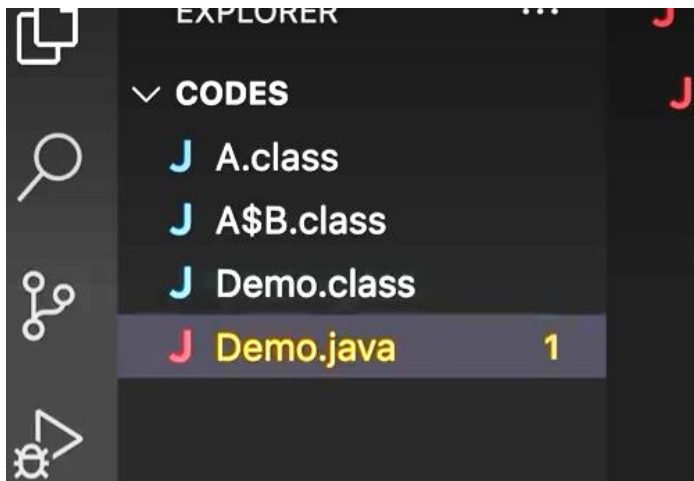 EXPLORER ...
CODES
J A.class
J A$B.class
J Demo.class
J Demo.java 1
J
J